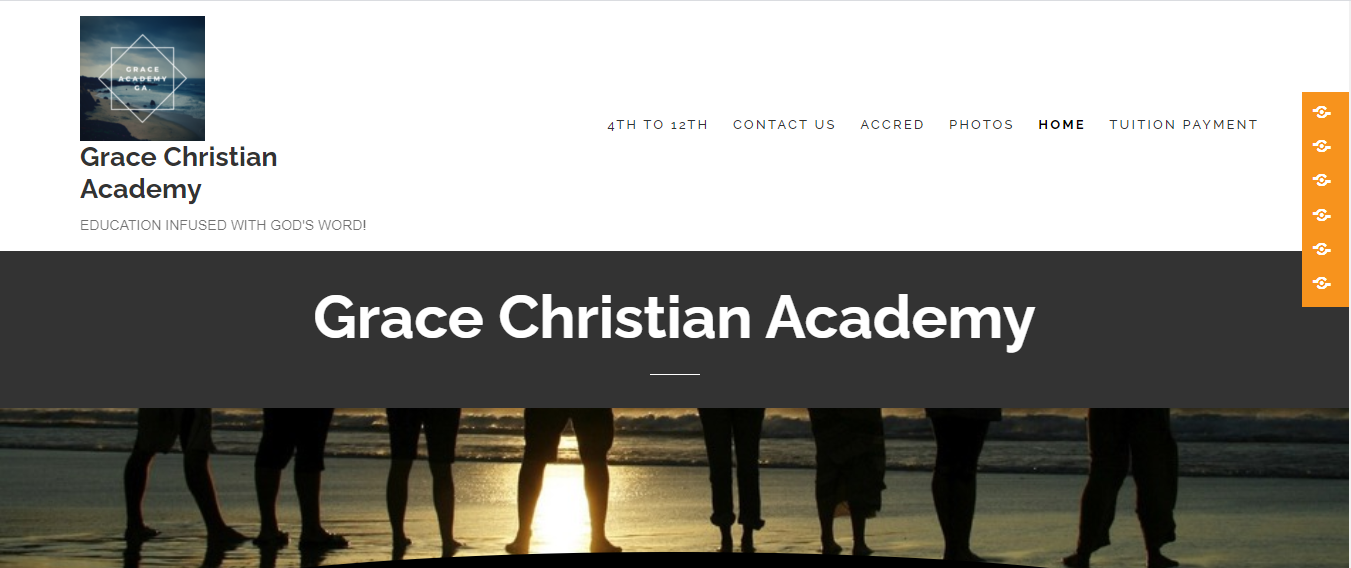 GRACE
ACADEMY
GA.
Grace Christian
Academy
EDUCATION INFUSED WITH GOD'S WORD!
4TH TO 12TH CONTACT US ACCRED PHOTOS HOME TUITION PAYMENT
Grace Christian Academy